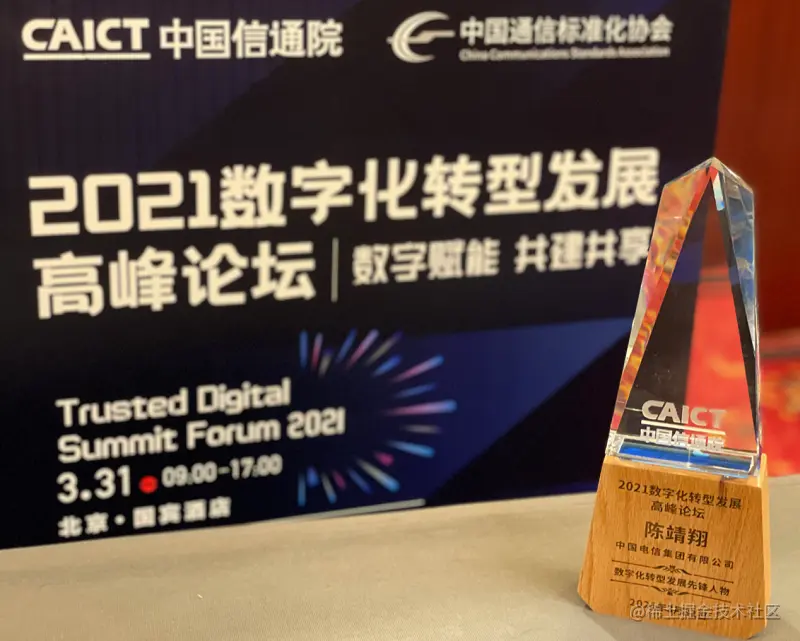 CAICT 中国信通院
中国通信标准化协会
China Communications Standards Association
2021数字化转型发展
高峰论坛 | 数字赋能 共建共享
Trusted Digital
Summit Forum 2021
3.31 09:00-17:00
北京·国宾酒店
CAICT
中国信通院
2021数字化转型发展
高峰论坛
陈靖翔
中国电信集团有限公司
数字化转型发展先锋人物
@稀土掘金技术社区